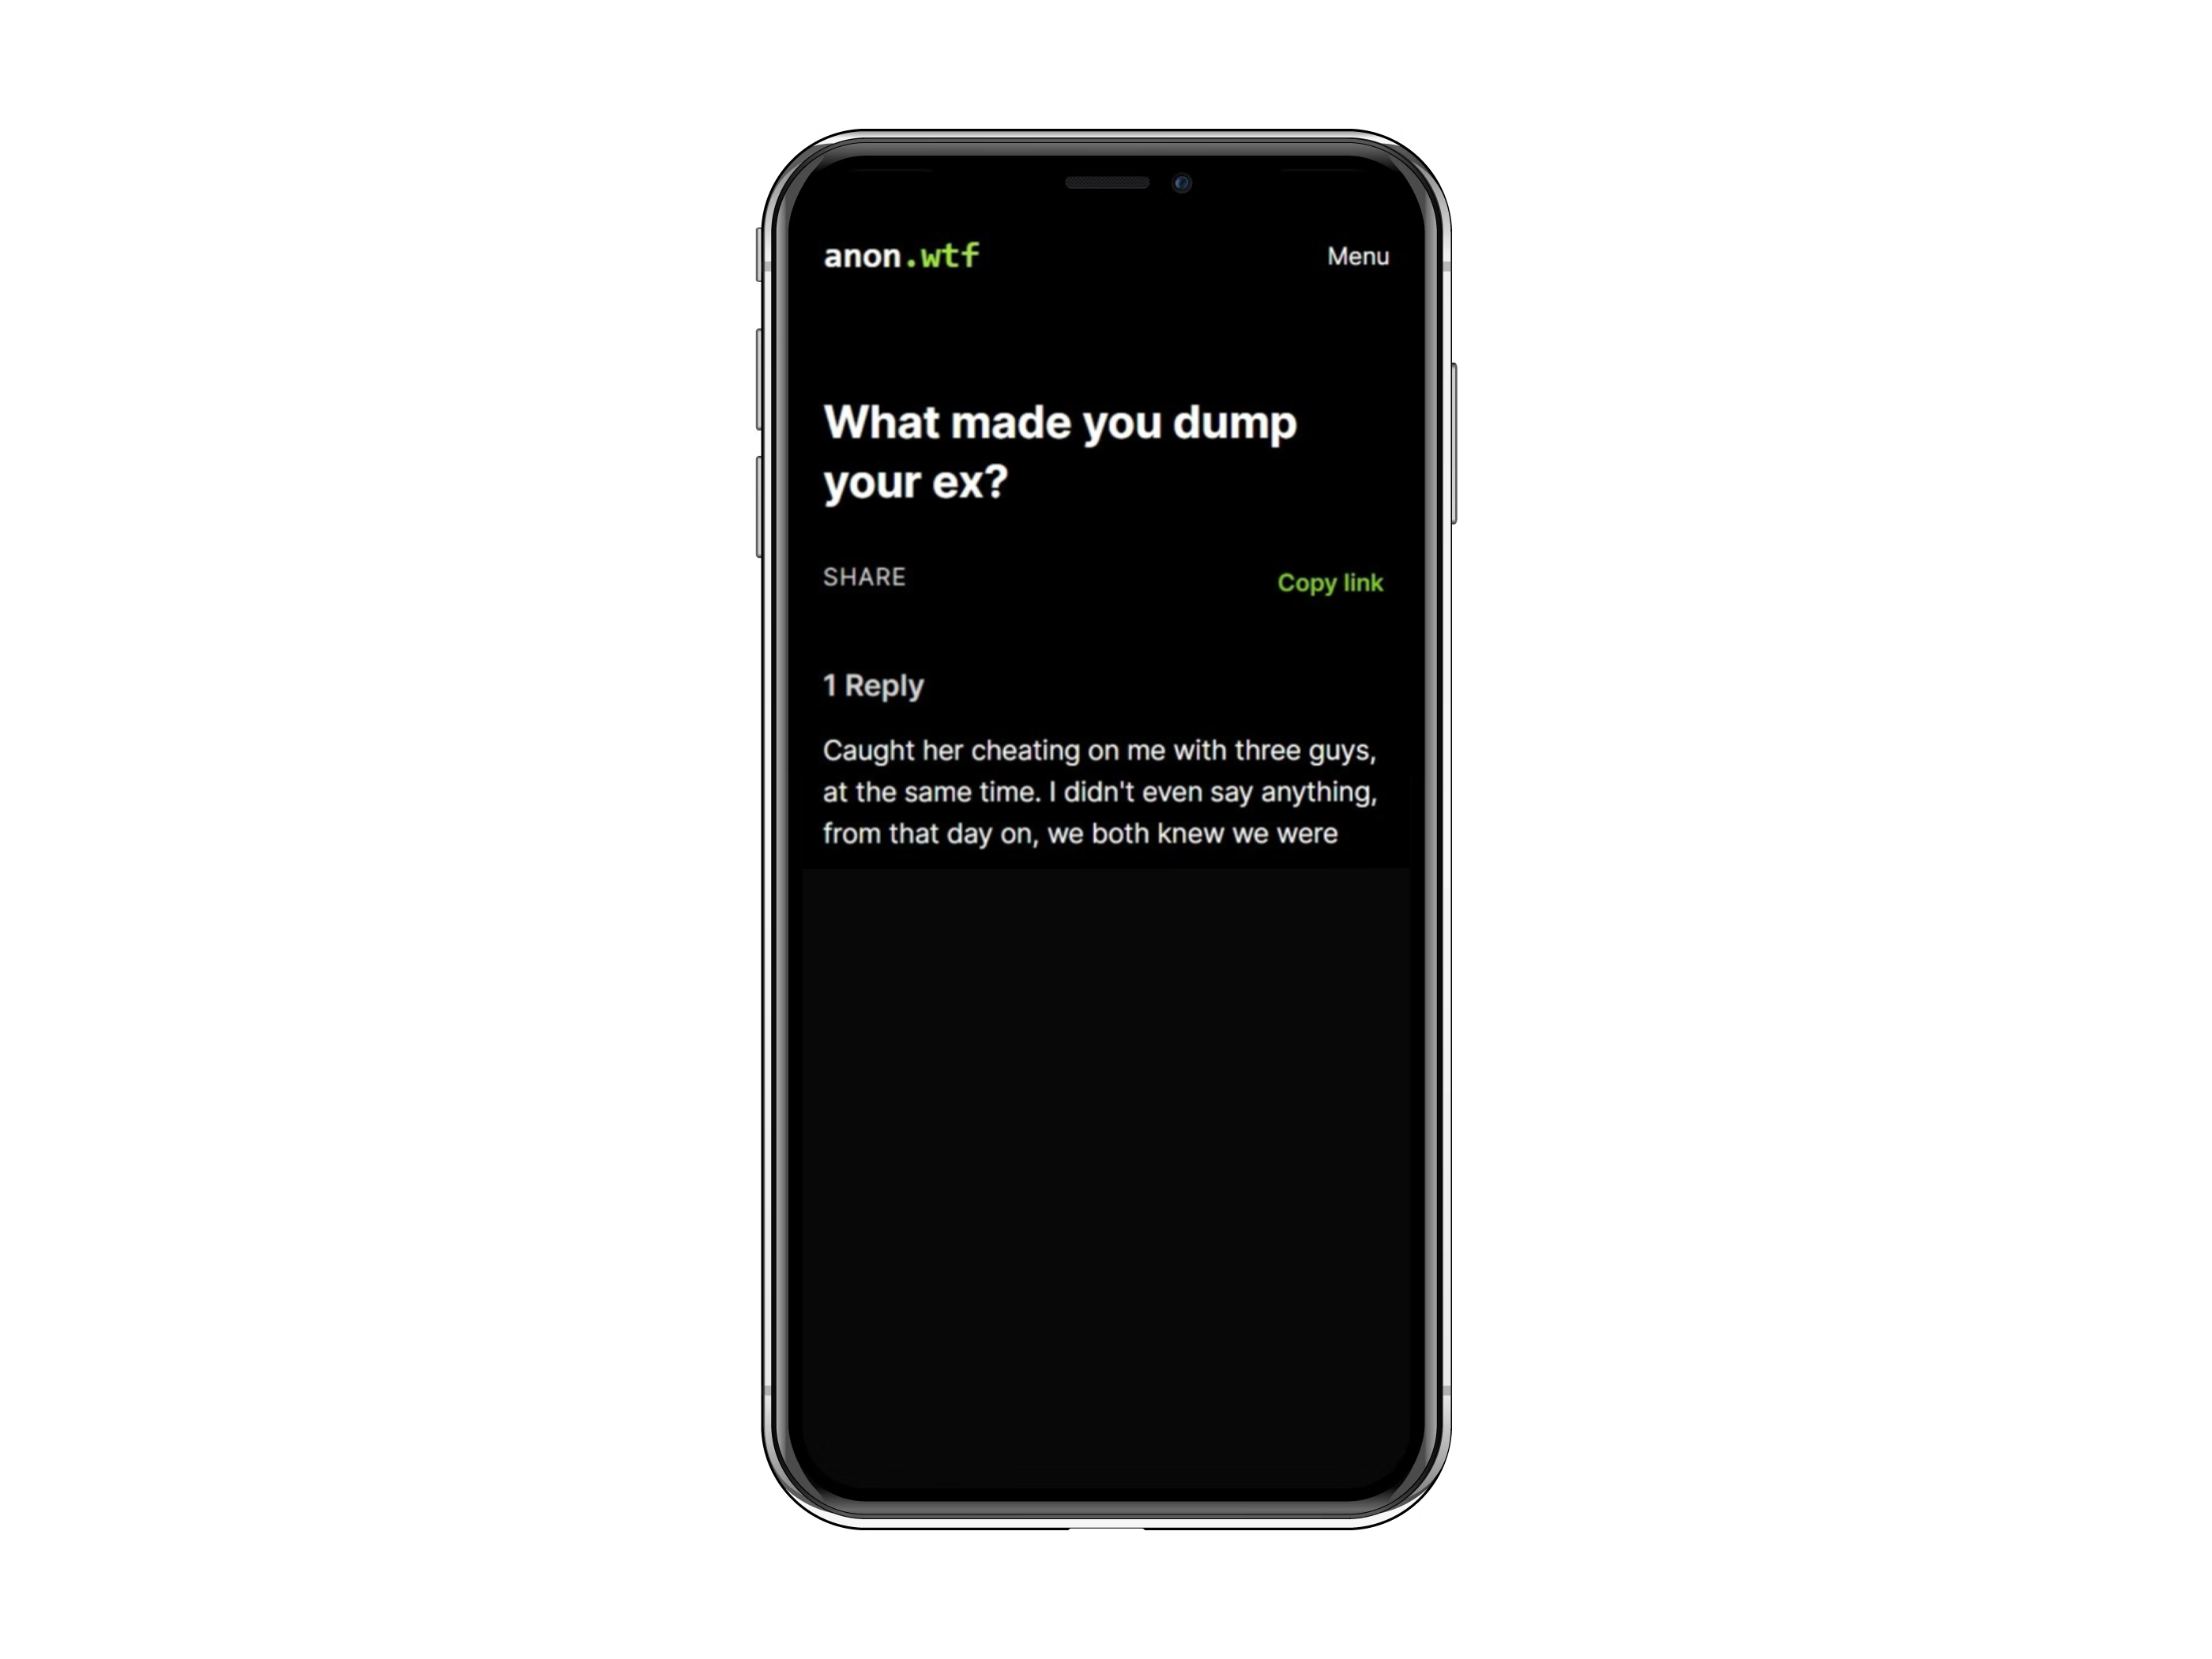 anon.wtf
Menu
What made you dump
your ex?
SHARE
Copy link
1 Reply
Caught her cheating on me with three guys,
at the same time. I didn't even say anything,
from that day on, we both knew we were